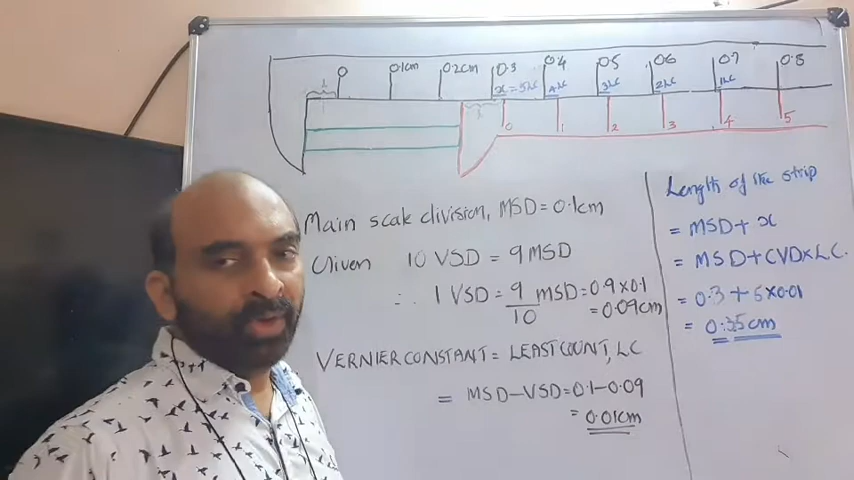 0 0.1cm 0.2cm 0.3 0.4 0.5 0.6 0.7 0.8
x=5LC 4LC 3LC 2LC 1LC
0 1 2 3 4 5
Main scale division, MSD = 0.1cm
Given 10 VSD = 9 MSD
∴ 1 VSD = 9/10 MSD = 0.9×0.1
= 0.09cm
VERNIER CONSTANT = LEAST COUNT, LC
= MSD - VSD = 0.1 - 0.09
= 0.01cm
Length of the strip
= MSD + x
= MSD + CVD × LC.
= 0.3 + 5×0.01
= 0.35cm